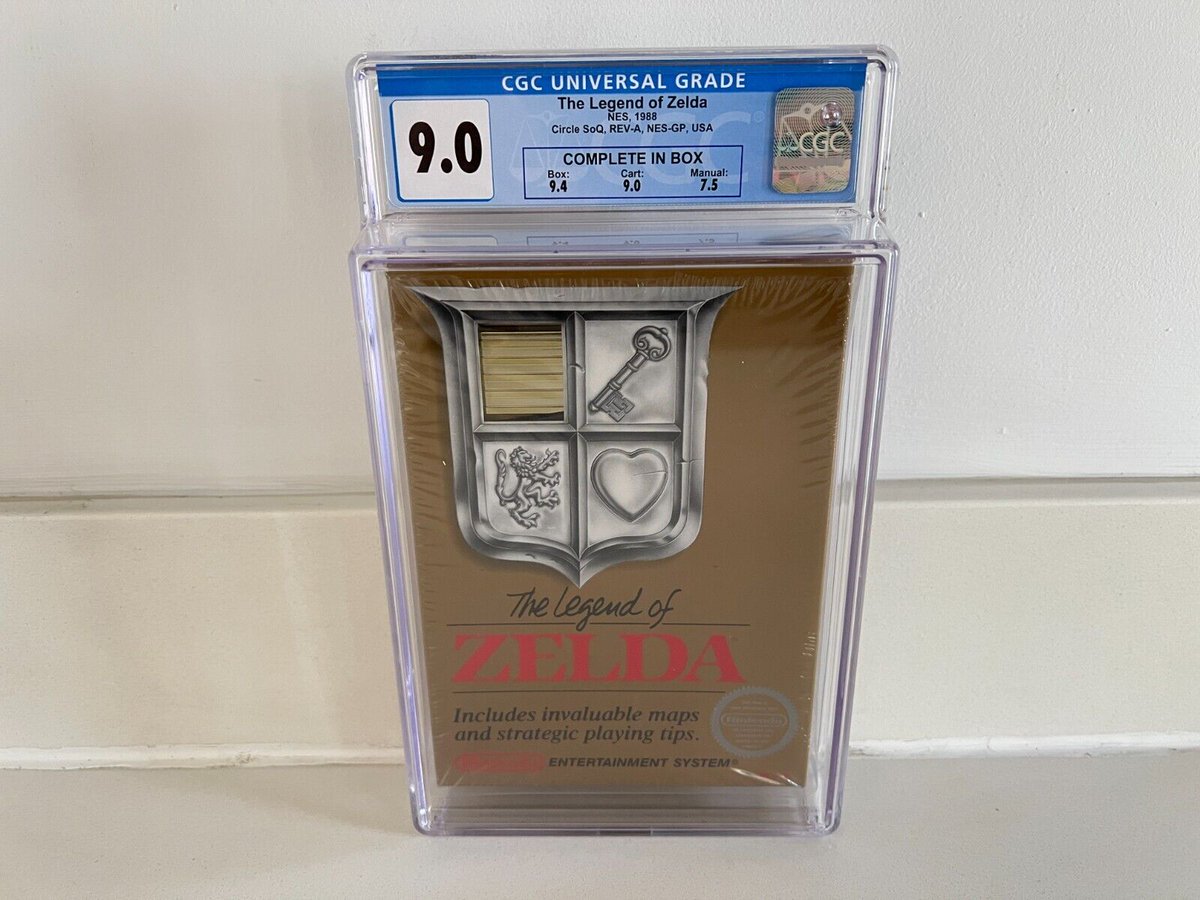 CGC UNIVERSAL GRADE
9.0
The Legend of Zelda
NES, 1988
Circle SoQ, REV-A, NES-GP, USA
COMPLETE IN BOX
Box: Cart: Manual:
9.4 9.0 7.5
CGC
The Legend of
ZELDA
Includes invaluable maps
and strategic playing tips.
Nintendo
Nintendo ENTERTAINMENT SYSTEM®